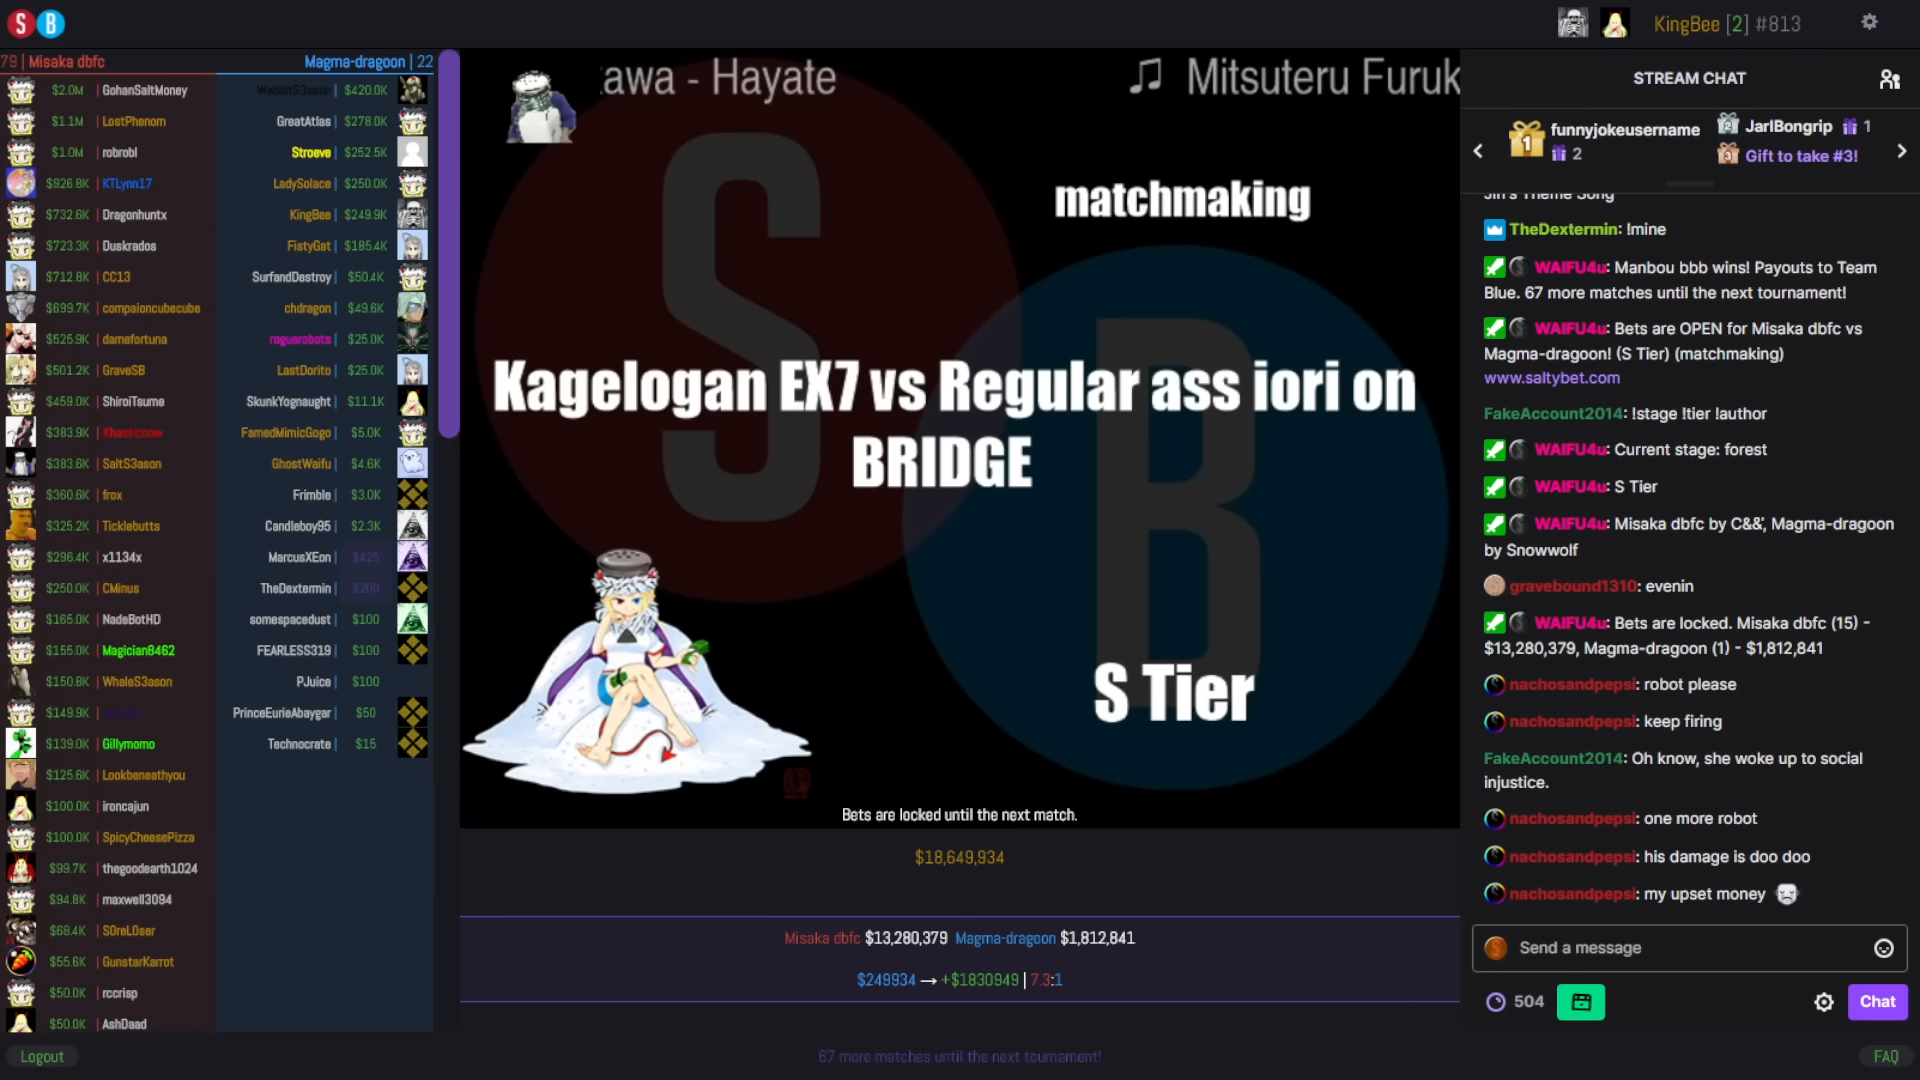 S B
KingBee [2] #813
79 | Misaka dbfc
Magma-dragoon | 22
$2.0M | GohanSaltMoney
$1.1M | LostPhenom
$1.0M | robrobl
$926.8K | KTLynn17
$732.6K | Dragonhuntx
$723.3K | Duskrados
$712.8K | CC13
$699.7K | compaioncubecube
$525.9K | damefortuna
$501.2K | GraveSB
$459.0K | ShiroiTsume
$383.9K | Khasticcow
$383.6K | SaltS3ason
$360.6K | frox
$325.2K | Ticklebutts
$296.4K | x1134x
$250.0K | CMinus
$165.0K | NadeBotHD
$155.0K | Magician8462
$150.8K | WhaleS3ason
$149.9K |
$139.0K | Gillymomo
$125.6K | Lookbeneathyou
$100.0K | ironcajun
$100.0K | SpicyCheesePizza
$99.7K | thegoodearth1024
$94.8K | maxwell3094
$68.4K | S0reL0ser
$55.6K | GunstarKarrot
$50.0K | rccrisp
$50.0K | AshDaad
WabbitS3ason | $420.0K
GreatAtlas | $278.0K
Stroeve | $252.5K
LadySolace | $250.0K
KingBee | $249.9K
FistyGat | $185.4K
SurfandDestroy | $50.4K
chdragon | $49.6K
roguerobots | $25.0K
LastDorito | $25.0K
SkunkYognaught | $11.1K
FamedMimicGogo | $5.0K
GhostWaifu | $4.6K
Frimble | $3.0K
Candleboy95 | $2.3K
MarcusXEon | $425
TheDextermin | $200
somespacedust | $100
FEARLESS319 | $100
PJuice | $100
PrinceEurieAbaygar | $50
Technocrate | $15
awa - Hayate
♫ Mitsuteru Furuk
S
B
matchmaking
Kagelogan EX7 vs Regular ass iori on
BRIDGE
S Tier
Bets are locked until the next match.
$18,649,934
Misaka dbfc $13,280,379 Magma-dragoon $1,812,841
$249934 → +$1830949 | 7.3:1
67 more matches until the next tournament!
Logout
FAQ
STREAM CHAT
1 funnyjokeusername
2
2 JarlBongrip 1
3 Gift to take #3!
Jin's Theme Song
TheDextermin: !mine
WAIFU4u: Manbou bbb wins! Payouts to Team
Blue. 67 more matches until the next tournament!
WAIFU4u: Bets are OPEN for Misaka dbfc vs
Magma-dragoon! (S Tier) (matchmaking)
www.saltybet.com
FakeAccount2014: !stage !tier !author
WAIFU4u: Current stage: forest
WAIFU4u: S Tier
WAIFU4u: Misaka dbfc by C&&', Magma-dragoon
by Snowwolf
gravebound1310: evenin
WAIFU4u: Bets are locked. Misaka dbfc (15) -
$13,280,379, Magma-dragoon (1) - $1,812,841
nachosandpepsi: robot please
nachosandpepsi: keep firing
FakeAccount2014: Oh know, she woke up to social
injustice.
nachosandpepsi: one more robot
nachosandpepsi: his damage is doo doo
nachosandpepsi: my upset money
Send a message
504
Chat